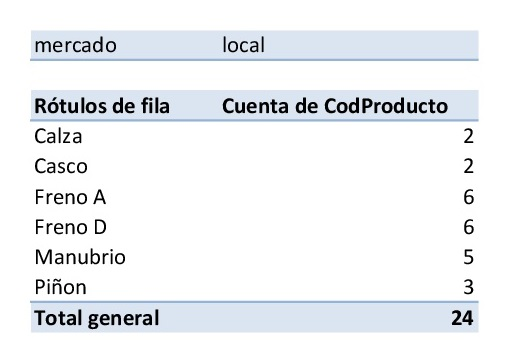 mercado local
Rótulos de fila Cuenta de CodProducto
Calza 2
Casco 2
Freno A 6
Freno D 6
Manubrio 5
Piñon 3
Total general 24